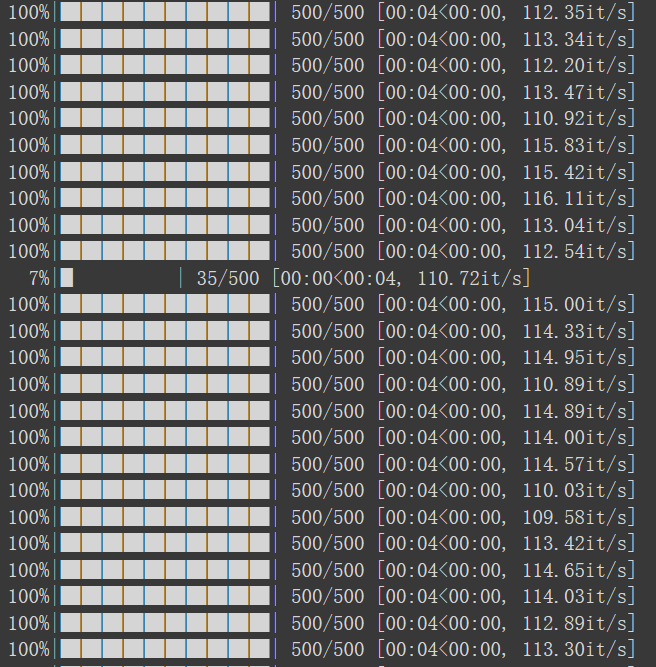 100%|██████████| 500/500 [00:04<00:00, 112.35it/s]
100%|██████████| 500/500 [00:04<00:00, 113.34it/s]
100%|██████████| 500/500 [00:04<00:00, 112.20it/s]
100%|██████████| 500/500 [00:04<00:00, 113.47it/s]
100%|██████████| 500/500 [00:04<00:00, 110.92it/s]
100%|██████████| 500/500 [00:04<00:00, 115.83it/s]
100%|██████████| 500/500 [00:04<00:00, 115.42it/s]
100%|██████████| 500/500 [00:04<00:00, 116.11it/s]
100%|██████████| 500/500 [00:04<00:00, 113.04it/s]
100%|██████████| 500/500 [00:04<00:00, 112.54it/s]
7%|█         | 35/500 [00:00<00:04, 110.72it/s]
100%|██████████| 500/500 [00:04<00:00, 115.00it/s]
100%|██████████| 500/500 [00:04<00:00, 114.33it/s]
100%|██████████| 500/500 [00:04<00:00, 114.95it/s]
100%|██████████| 500/500 [00:04<00:00, 110.89it/s]
100%|██████████| 500/500 [00:04<00:00, 114.89it/s]
100%|██████████| 500/500 [00:04<00:00, 114.00it/s]
100%|██████████| 500/500 [00:04<00:00, 114.57it/s]
100%|██████████| 500/500 [00:04<00:00, 110.03it/s]
100%|██████████| 500/500 [00:04<00:00, 109.58it/s]
100%|██████████| 500/500 [00:04<00:00, 113.42it/s]
100%|██████████| 500/500 [00:04<00:00, 114.65it/s]
100%|██████████| 500/500 [00:04<00:00, 114.03it/s]
100%|██████████| 500/500 [00:04<00:00, 112.89it/s]
100%|██████████| 500/500 [00:04<00:00, 113.30it/s]